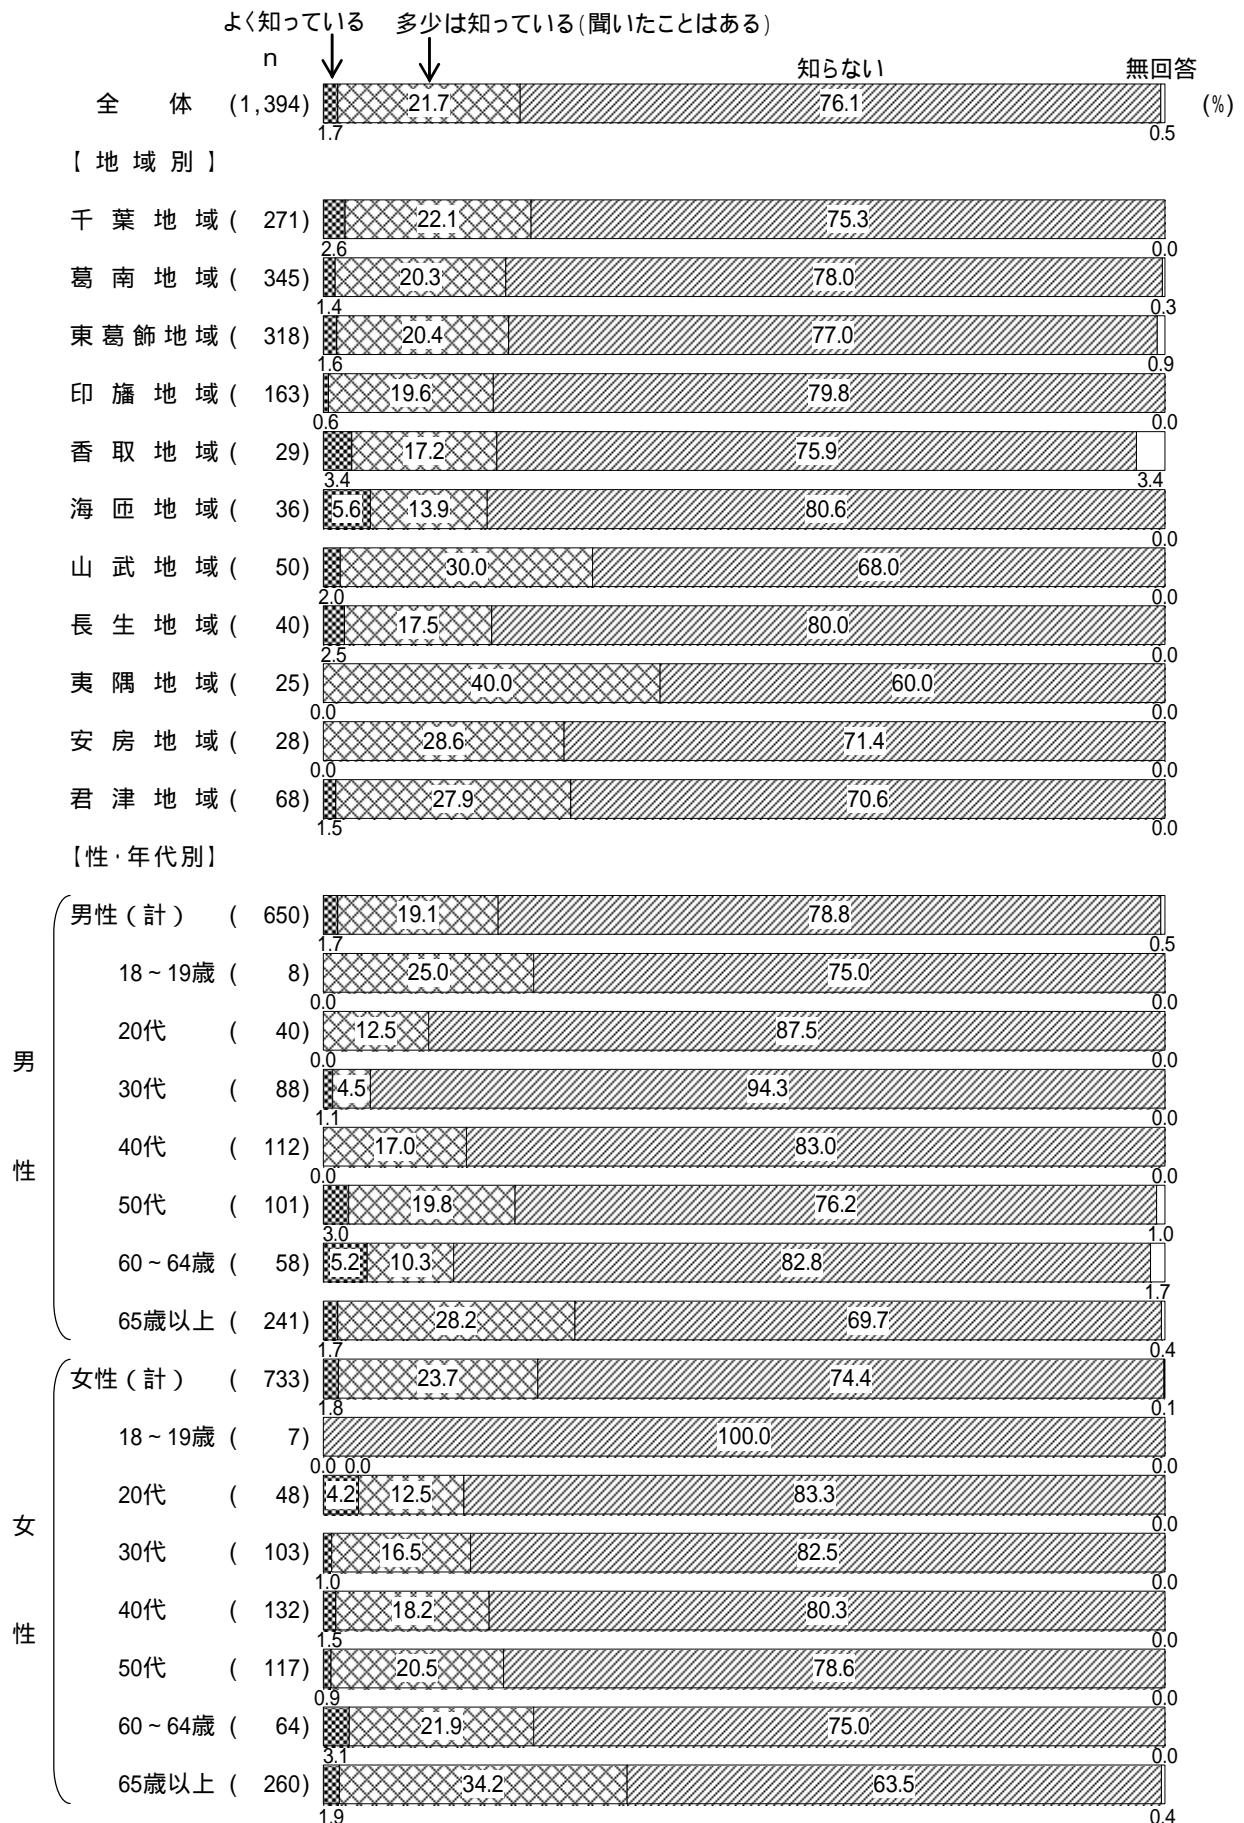 よく知っている 多少は知っている(聞いたことはある)
n 知らない 無回答
全体 (1,394) 21.7 76.1 (%)
1.7 0.5
【地域別】
千葉地域 ( 271) 22.1 75.3
2.6 0.0
葛南地域 ( 345) 20.3 78.0
1.4 0.3
東葛飾地域 ( 318) 20.4 77.0
1.6 0.9
印旛地域 ( 163) 19.6 79.8
0.6 0.0
香取地域 ( 29) 17.2 75.9
3.4 3.4
海匝地域 ( 36) 5.6 13.9 80.6
0.0
山武地域 ( 50) 30.0 68.0
2.0 0.0
長生地域 ( 40) 17.5 80.0
2.5 0.0
夷隅地域 ( 25) 40.0 60.0
0.0 0.0
安房地域 ( 28) 28.6 71.4
0.0 0.0
君津地域 ( 68) 27.9 70.6
1.5 0.0
【性・年代別】
男性(計) ( 650) 19.1 78.8
1.7 0.5
18~19歳 ( 8) 25.0 75.0
0.0 0.0
20代 ( 40) 12.5 87.5
0.0 0.0
男性
30代 ( 88) 4.5 94.3
1.1 0.0
40代 ( 112) 17.0 83.0
0.0 0.0
50代 ( 101) 19.8 76.2
3.0 1.0
60~64歳 ( 58) 5.2 10.3 82.8
1.7
65歳以上 ( 241) 28.2 69.7
1.7 0.4
女性(計) ( 733) 23.7 74.4
1.8 0.1
18~19歳 ( 7) 100.0
0.0 0.0 0.0
20代 ( 48) 4.2 12.5 83.3
0.0
女性
30代 ( 103) 16.5 82.5
1.0 0.0
40代 ( 132) 18.2 80.3
1.5 0.0
50代 ( 117) 20.5 78.6
0.9 0.0
60~64歳 ( 64) 21.9 75.0
3.1 0.0
65歳以上 ( 260) 34.2 63.5
1.9 0.4